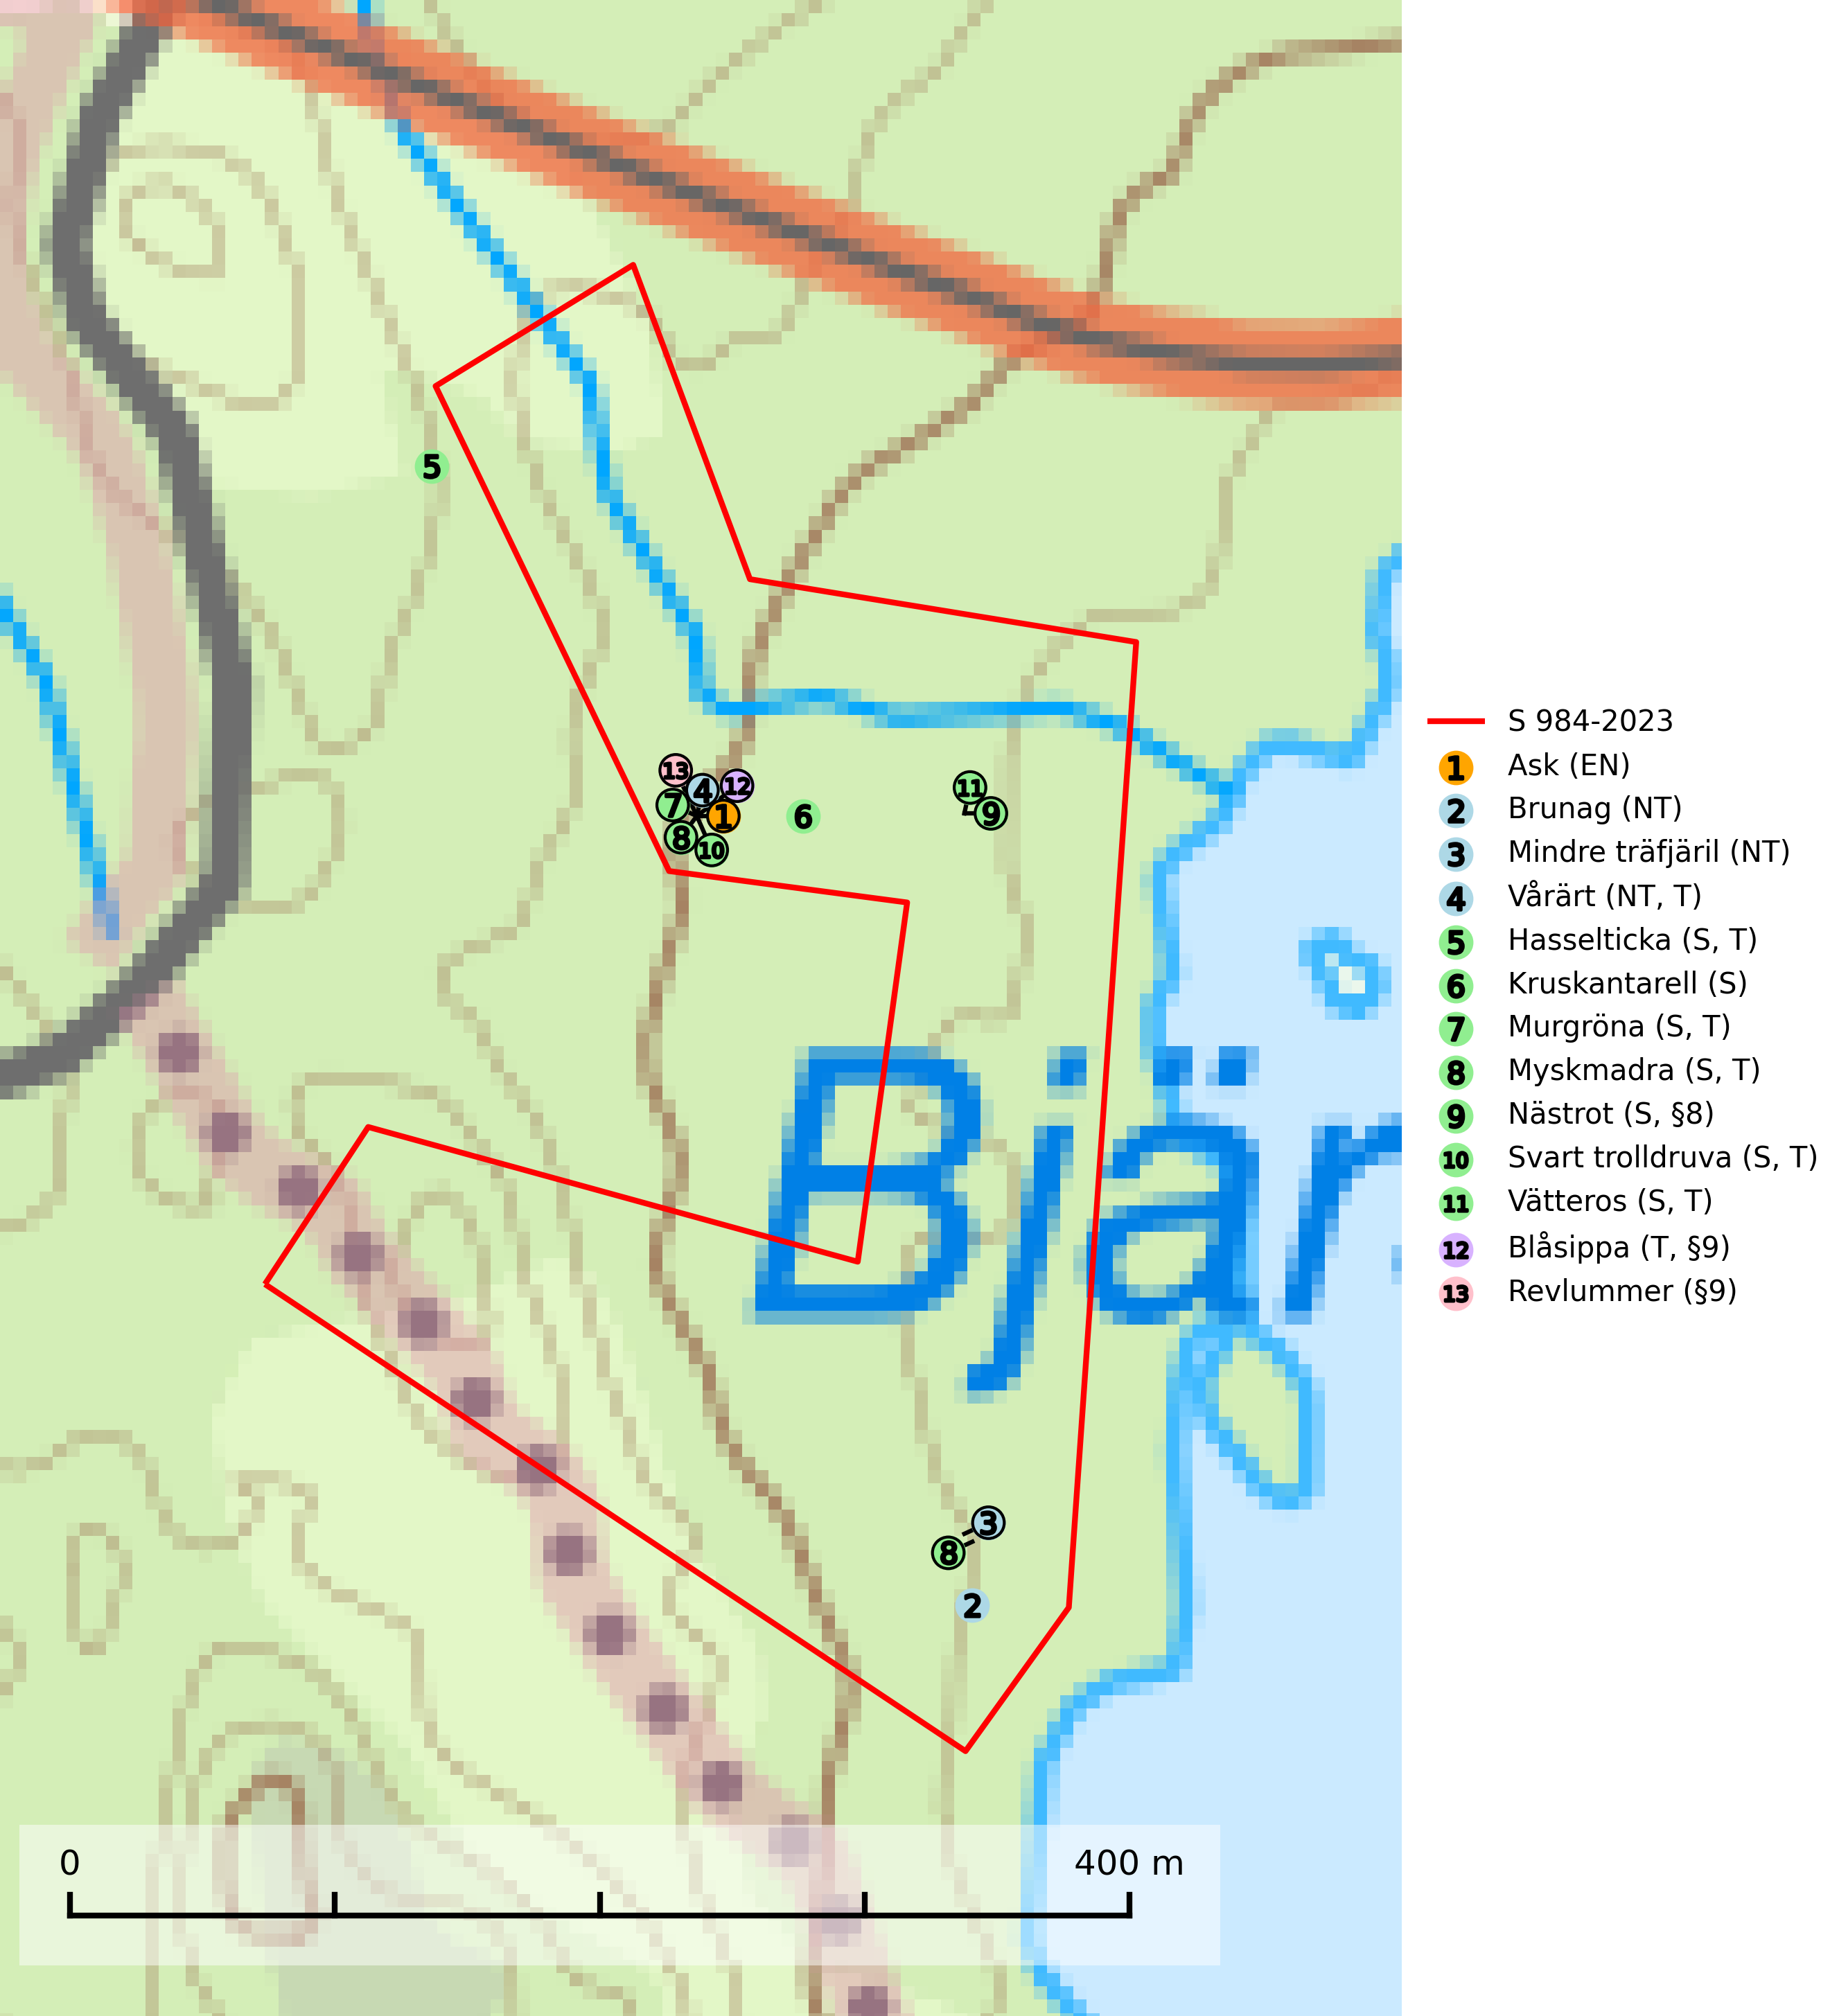 5
13
4
12
7
1
6
8
10
11
9
Bjär
3
8
2
0
400 m
S 984-2023
1 Ask (EN)
2 Brunag (NT)
3 Mindre träfjäril (NT)
4 Vårärt (NT, T)
5 Hasselticka (S, T)
6 Kruskantarell (S)
7 Murgröna (S, T)
8 Myskmadra (S, T)
9 Nästrot (S, §8)
10 Svart trolldruva (S, T)
11 Vätteros (S, T)
12 Blåsippa (T, §9)
13 Revlummer (§9)